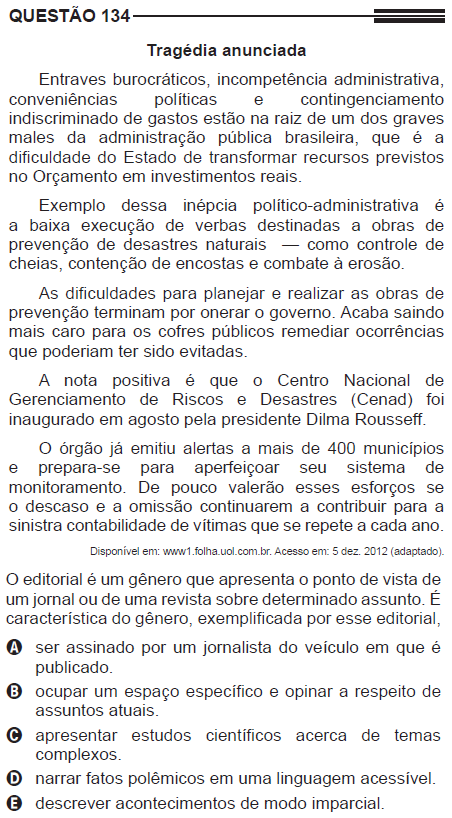 QUESTÃO 134
Tragédia anunciada
Entraves burocráticos, incompetência administrativa,
conveniências políticas e contingenciamento
indiscriminado de gastos estão na raiz de um dos graves
males da administração pública brasileira, que é a
dificuldade do Estado de transformar recursos previstos
no Orçamento em investimentos reais.
Exemplo dessa inépcia político-administrativa é
a baixa execução de verbas destinadas a obras de
prevenção de desastres naturais — como controle de
cheias, contenção de encostas e combate à erosão.
As dificuldades para planejar e realizar as obras de
prevenção terminam por onerar o governo. Acaba saindo
mais caro para os cofres públicos remediar ocorrências
que poderiam ter sido evitadas.
A nota positiva é que o Centro Nacional de
Gerenciamento de Riscos e Desastres (Cenad) foi
inaugurado em agosto pela presidente Dilma Rousseff.
O órgão já emitiu alertas a mais de 400 municípios
e prepara-se para aperfeiçoar seu sistema de
monitoramento. De pouco valerão esses esforços se
o descaso e a omissão continuarem a contribuir para a
sinistra contabilidade de vítimas que se repete a cada ano.
Disponível em: www1.folha.uol.com.br. Acesso em: 5 dez. 2012 (adaptado).
O editorial é um gênero que apresenta o ponto de vista de
um jornal ou de uma revista sobre determinado assunto. É
característica do gênero, exemplificada por esse editorial,
A ser assinado por um jornalista do veículo em que é
publicado.
B ocupar um espaço específico e opinar a respeito de
assuntos atuais.
C apresentar estudos científicos acerca de temas
complexos.
D narrar fatos polêmicos em uma linguagem acessível.
E descrever acontecimentos de modo imparcial.